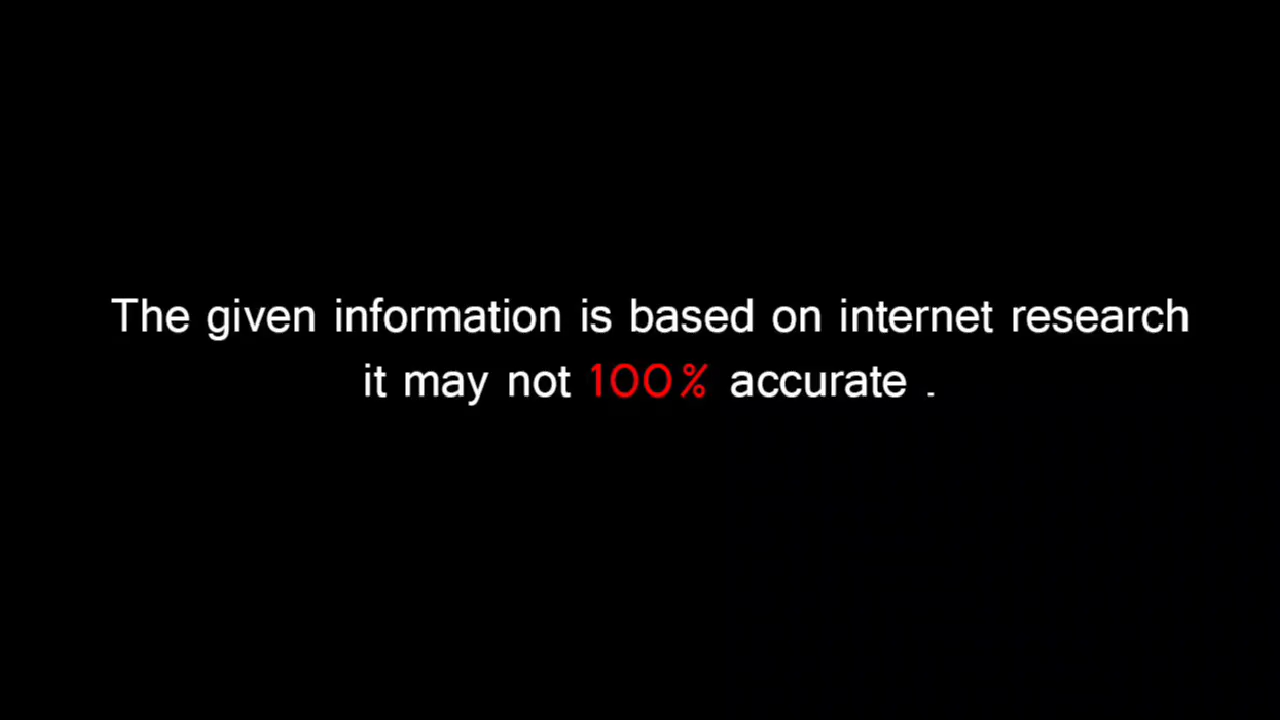 The given information is based on internet research
it may not 100% accurate .